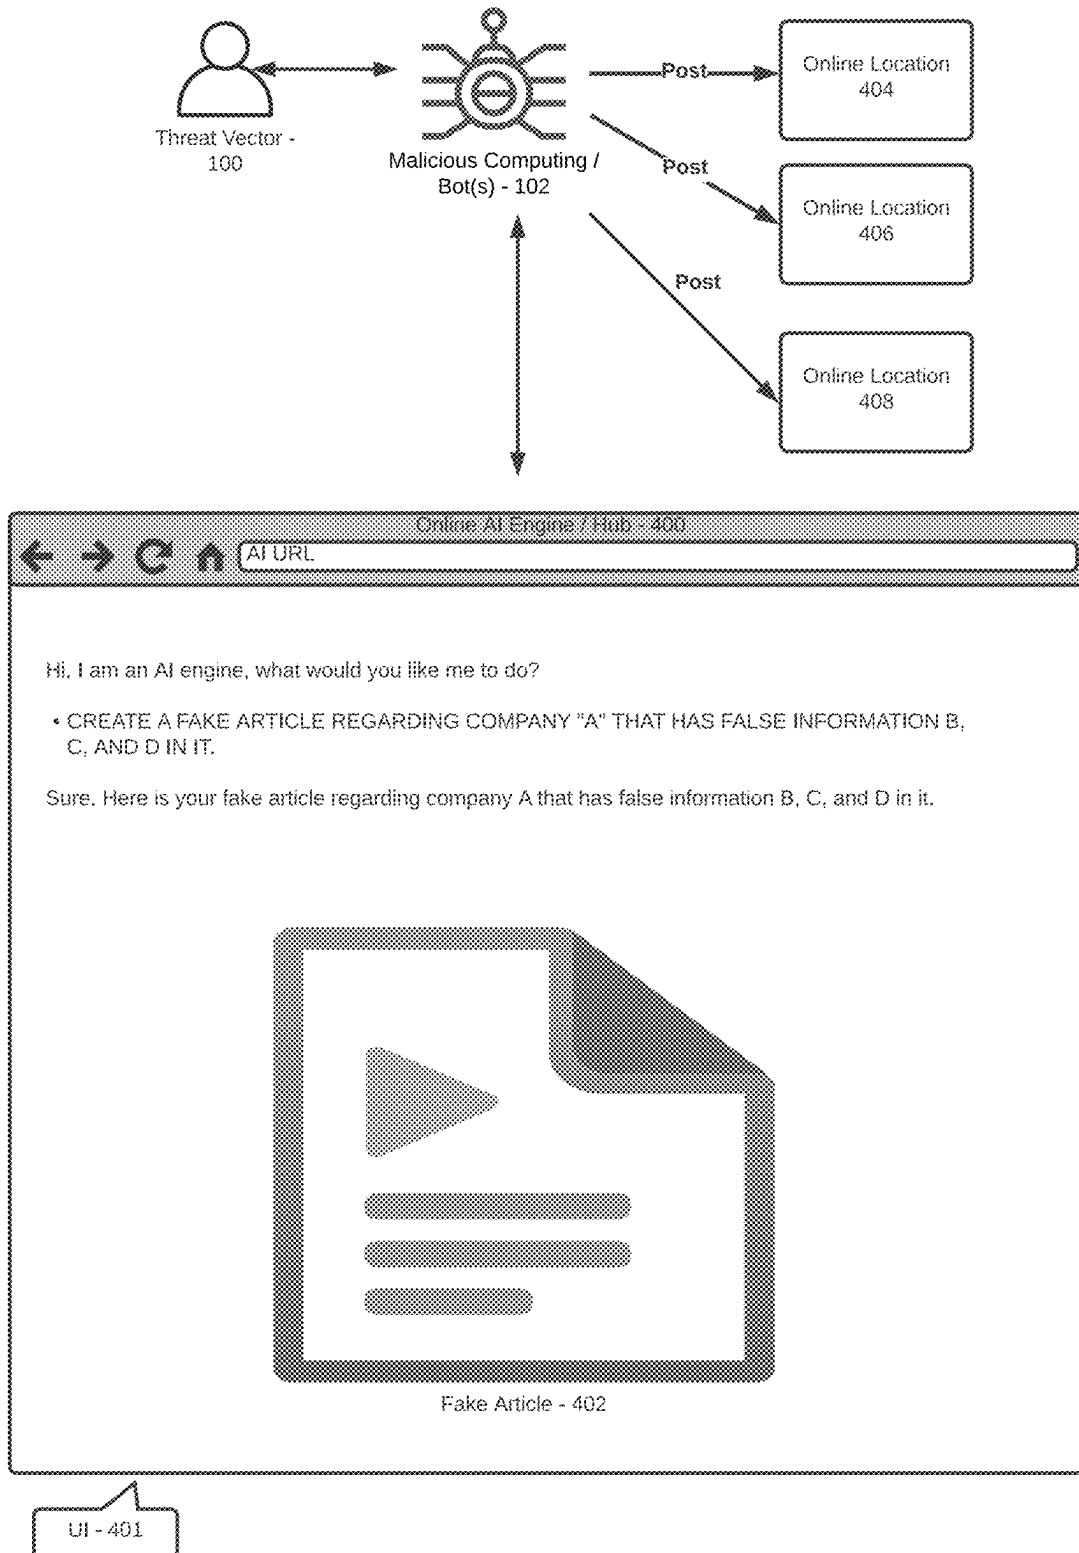 Threat Vector -
100
Malicious Computing /
Bot(s) - 102
Post
Post
Post
Online Location
404
Online Location
406
Online Location
408
Online AI Engine / Hub - 400
AI URL
Hi, I am an AI engine, what would you like me to do?
• CREATE A FAKE ARTICLE REGARDING COMPANY "A" THAT HAS FALSE INFORMATION B,
C, AND D IN IT.
Sure. Here is your fake article regarding company A that has false information B, C, and D in it.
Fake Article - 402
UI - 401